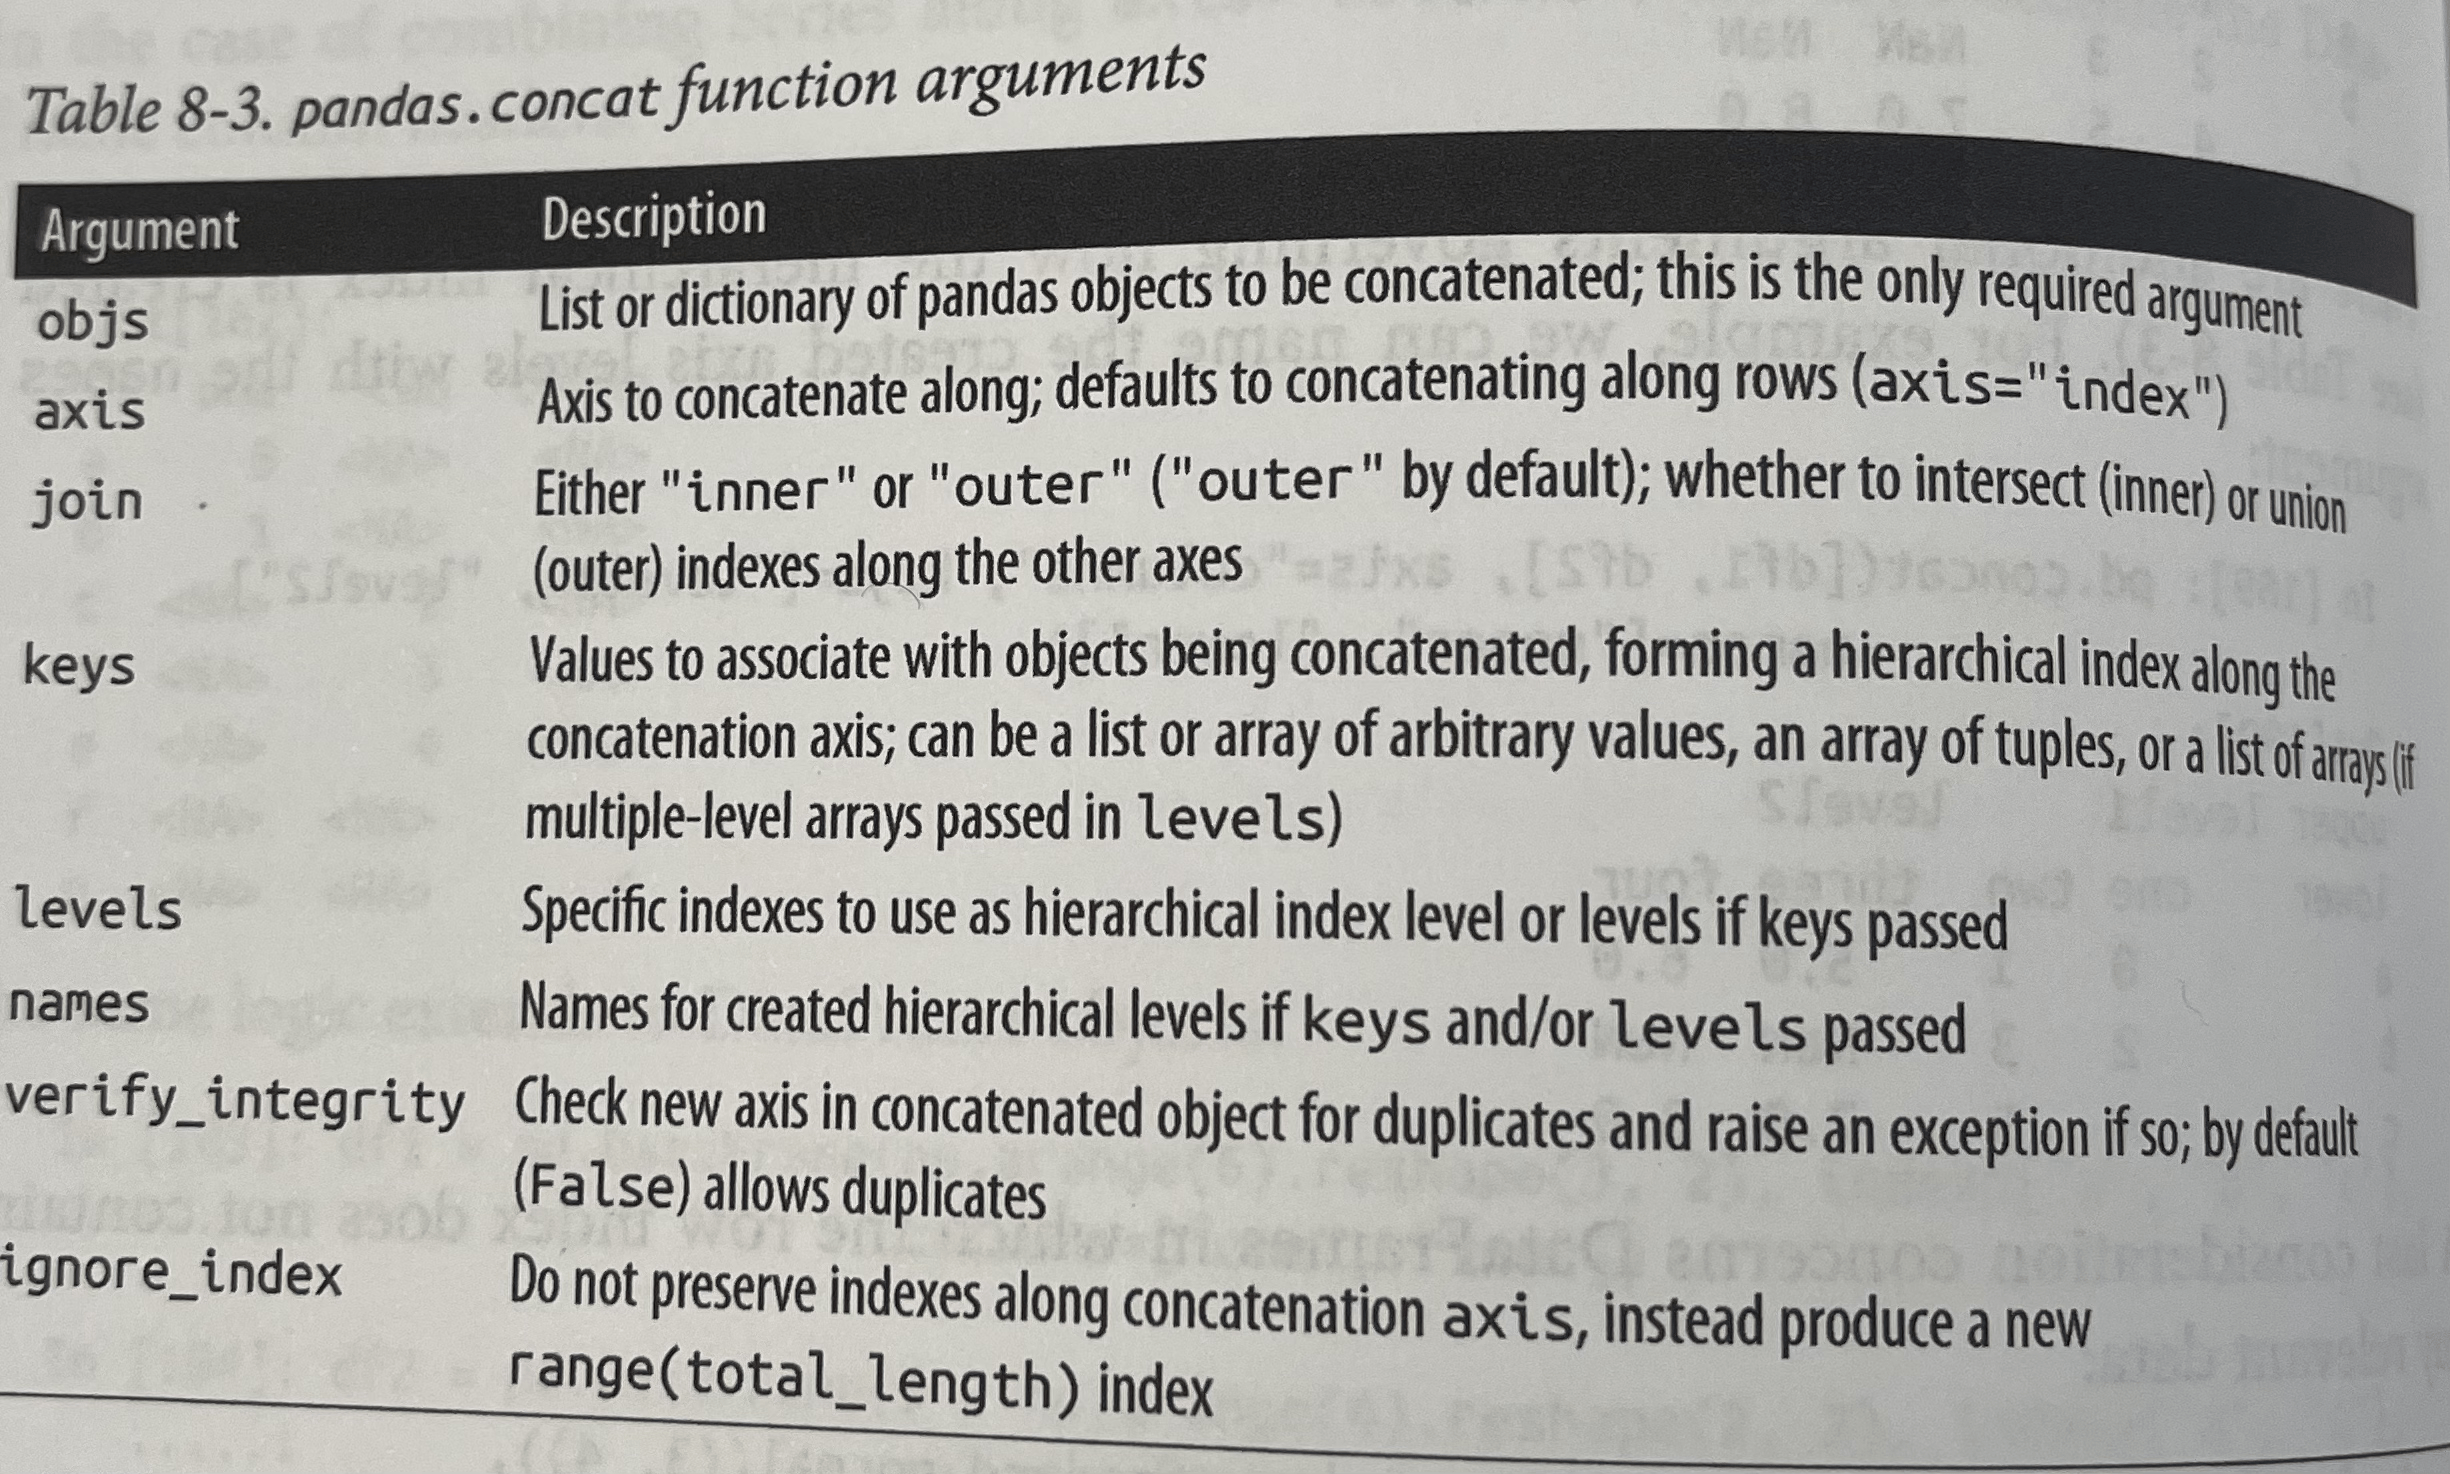 Table 8-3. pandas.concat function arguments
Argument Description
objs List or dictionary of pandas objects to be concatenated; this is the only required argument
axis Axis to concatenate along; defaults to concatenating along rows (axis="index")
join Either "inner" or "outer" ("outer" by default); whether to intersect (inner) or union
(outer) indexes along the other axes
keys Values to associate with objects being concatenated, forming a hierarchical index along the
concatenation axis; can be a list or array of arbitrary values, an array of tuples, or a list of arrays (if
multiple-level arrays passed in levels)
levels Specific indexes to use as hierarchical index level or levels if keys passed
names Names for created hierarchical levels if keys and/or levels passed
verify_integrity Check new axis in concatenated object for duplicates and raise an exception if so; by default
(False) allows duplicates
ignore_index Do not preserve indexes along concatenation axis, instead produce a new
range(total_length) index